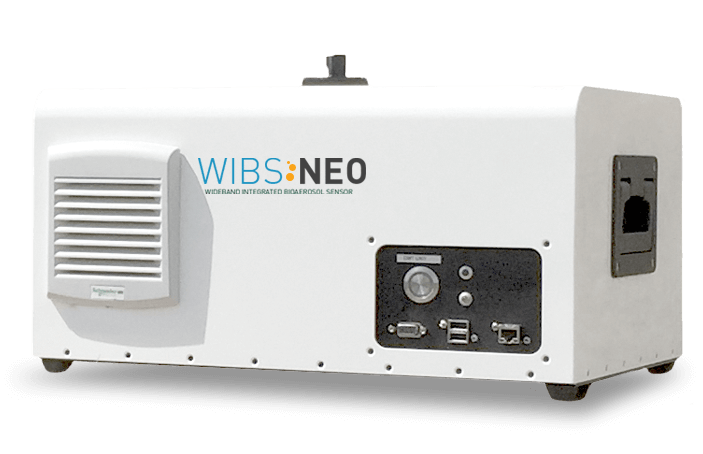 WIBS:NEO
WIDEBAND INTEGRATED BIOAEROSOL SENSOR